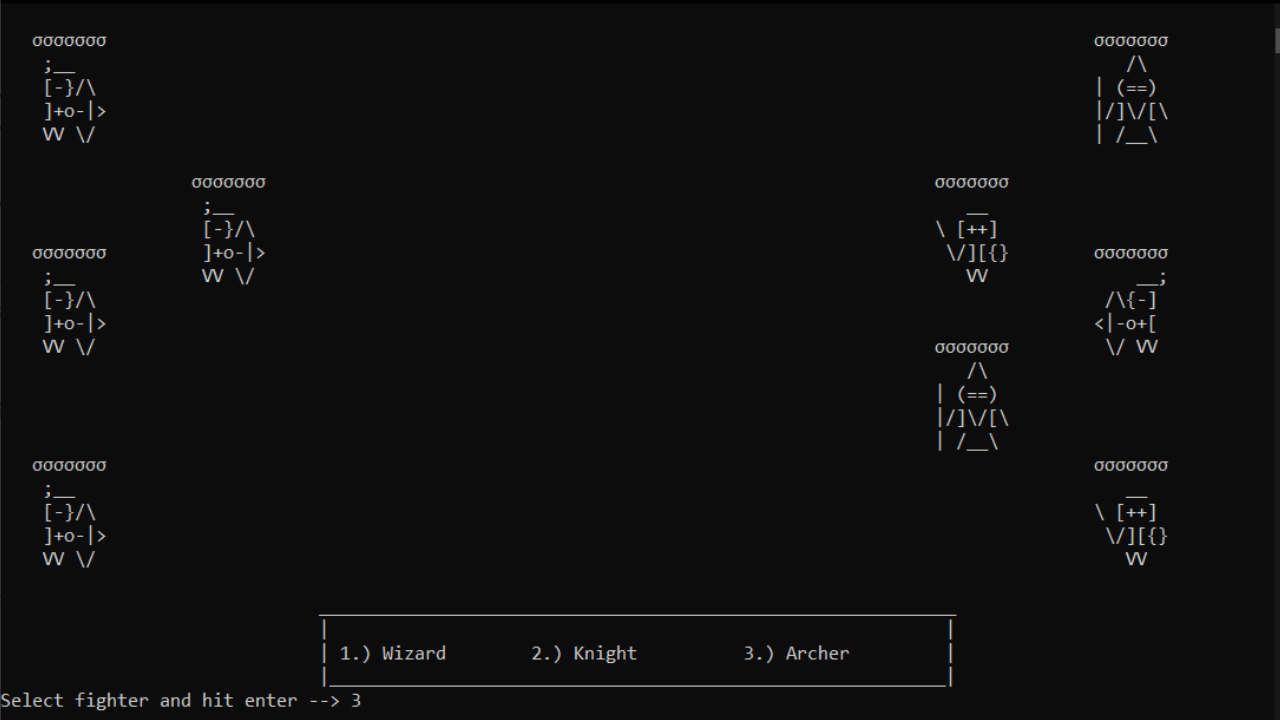 σσσσσσσ σσσσσσσ
;__ /\
[-}/\ | (==)
]+o-|> |/]\/[\
VV \/ | /__\
σσσσσσσ σσσσσσσ
;__ __
[-}/\ \ [++]
σσσσσσσ ]+o-|> \/][{} σσσσσσσ
;__ VV \/ VV __;
[-}/\ /\{-]
]+o-|> <|-o+[
VV \/ σσσσσσσ \/ VV
/\
| (==)
|/]\/[\
| /__\
σσσσσσσ σσσσσσσ
;__ __
[-}/\ \ [++]
]+o-|> \/][{}
VV \/ VV
1.) Wizard 2.) Knight 3.) Archer
Select fighter and hit enter --> 3